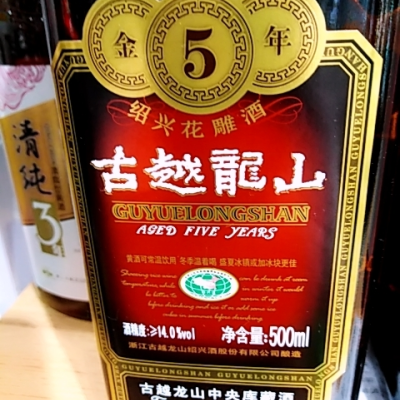 金5年
绍兴花雕酒
古越龍山
GUYUELONGSHAN
AGED FIVE YEARS
黄酒可常温饮用 冬季温着喝 盛夏冰镇或加冰块更佳
酒精度:≥14.0%vol
净含量:500ml
浙江古越龙山绍兴酒股份有限公司酿造
古越龙山中央库藏酒
清纯
3
GUYUELONGSHAN
GUYUELONGSHAN